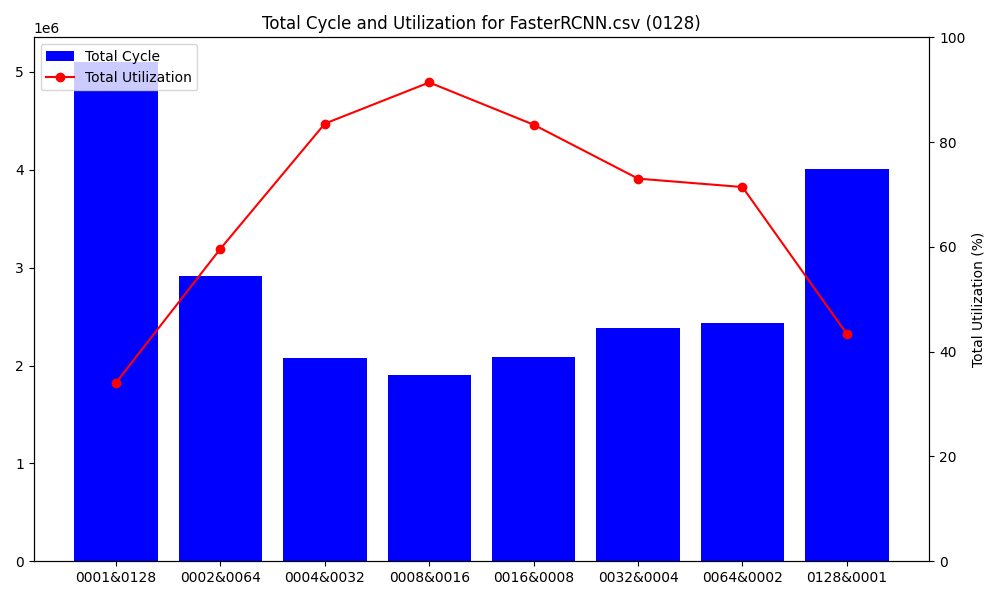 Total Cycle and Utilization for FasterRCNN.csv (0128)
1e6
Total Cycle
Total Utilization
5
4
3
2
1
0
100
80
60
40
20
0
Total Utilization (%)
0001&0128 0002&0064 0004&0032 0008&0016 0016&0008 0032&0004 0064&0002 0128&0001